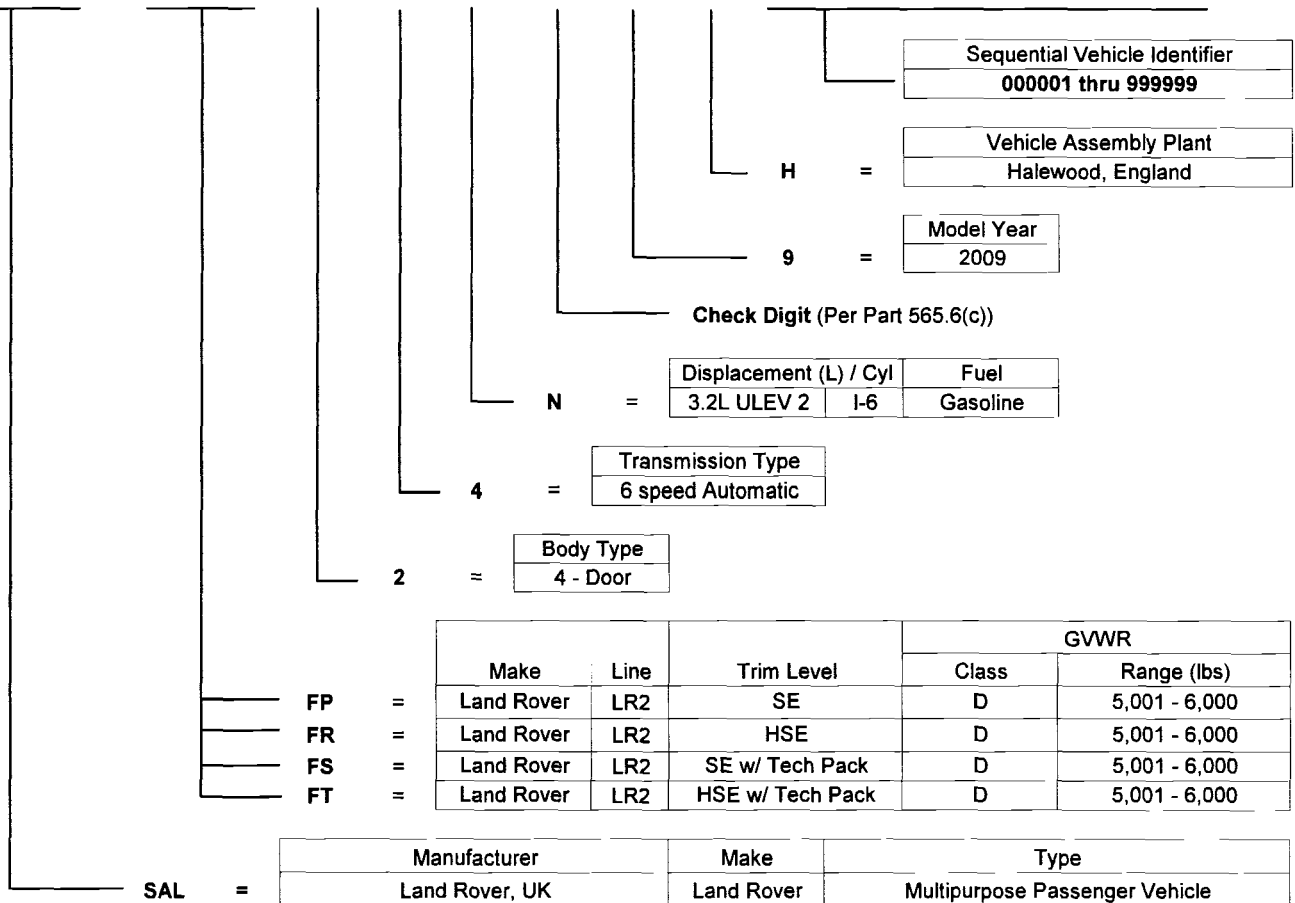 Sequential Vehicle Identifier
000001 thru 999999
Vehicle Assembly Plant
H = Halewood, England
Model Year
9 = 2009
Check Digit (Per Part 565.6(c))
Displacement (L) / Cyl Fuel
N = 3.2L ULEV 2 I-6 Gasoline
Transmission Type
4 = 6 speed Automatic
Body Type
2 = 4 - Door
GVWR
Make Line Trim Level Class Range (lbs)
FP = Land Rover LR2 SE D 5,001 - 6,000
FR = Land Rover LR2 HSE D 5,001 - 6,000
FS = Land Rover LR2 SE w/ Tech Pack D 5,001 - 6,000
FT = Land Rover LR2 HSE w/ Tech Pack D 5,001 - 6,000
Manufacturer Make Type
SAL = Land Rover, UK Land Rover Multipurpose Passenger Vehicle